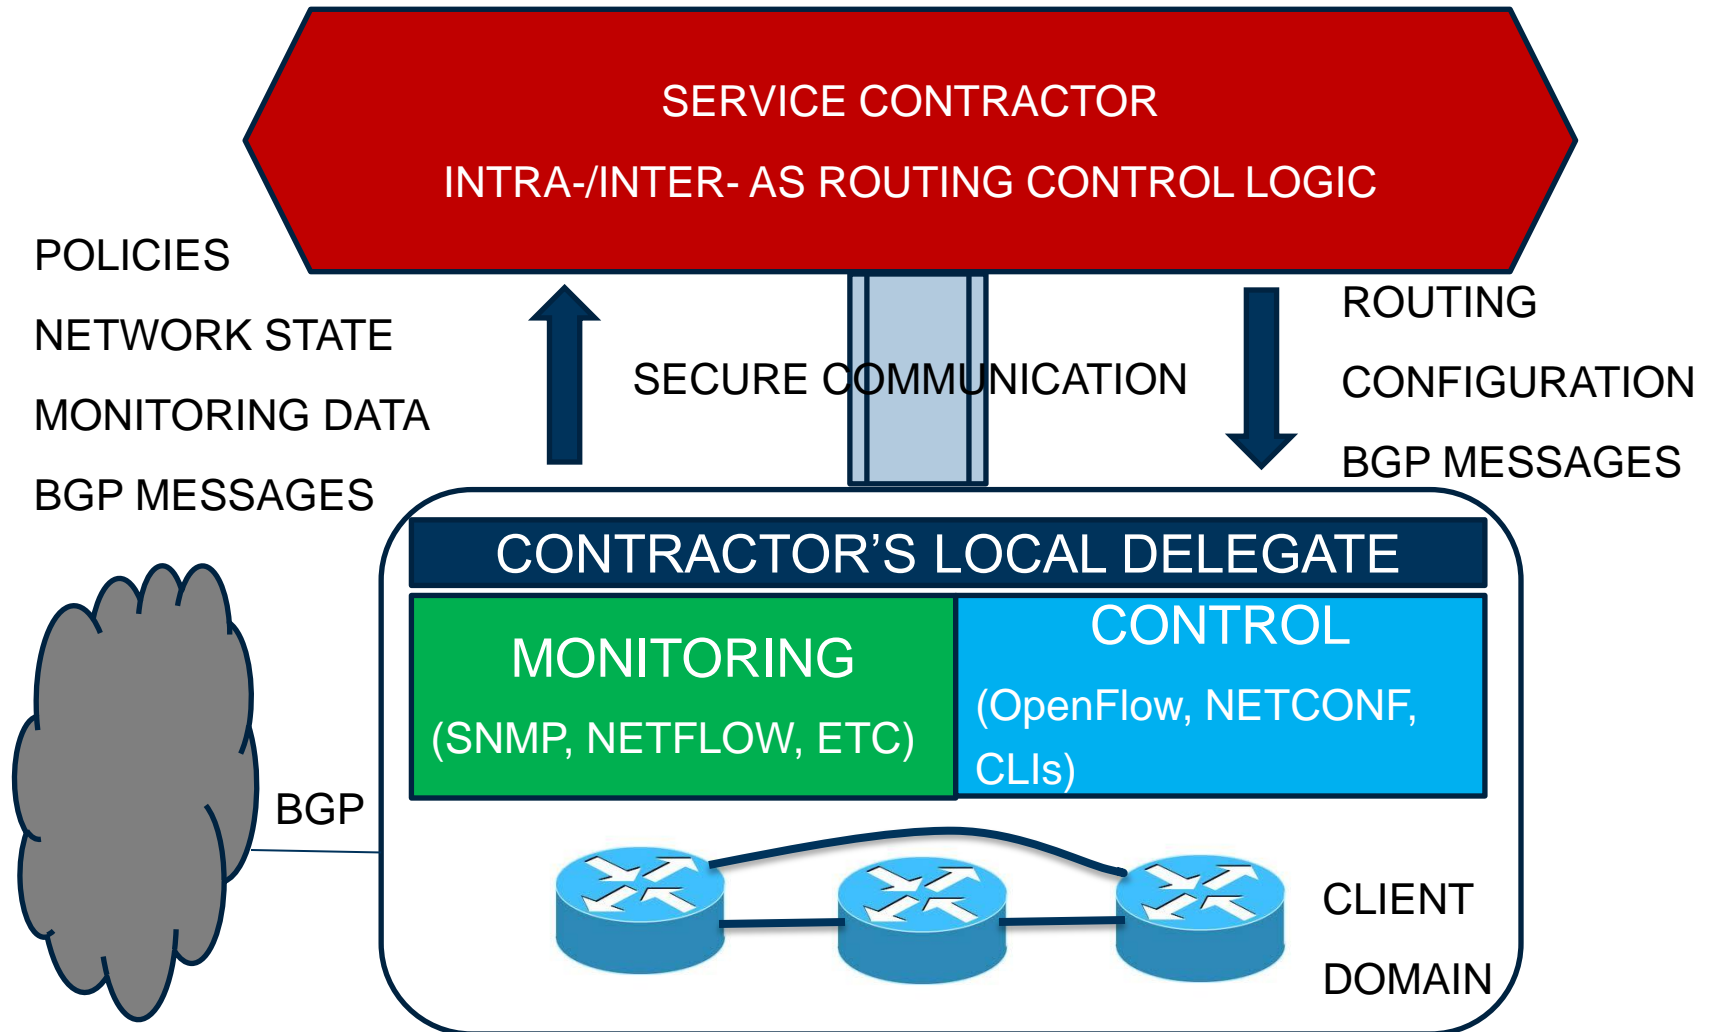 SERVICE CONTRACTOR
INTRA-/INTER- AS ROUTING CONTROL LOGIC
POLICIES
NETWORK STATE
MONITORING DATA
BGP MESSAGES
SECURE COMMUNICATION
ROUTING
CONFIGURATION
BGP MESSAGES
CONTRACTOR’S LOCAL DELEGATE
MONITORING
(SNMP, NETFLOW, ETC)
CONTROL
(OpenFlow, NETCONF,
CLIs)
BGP
CLIENT
DOMAIN